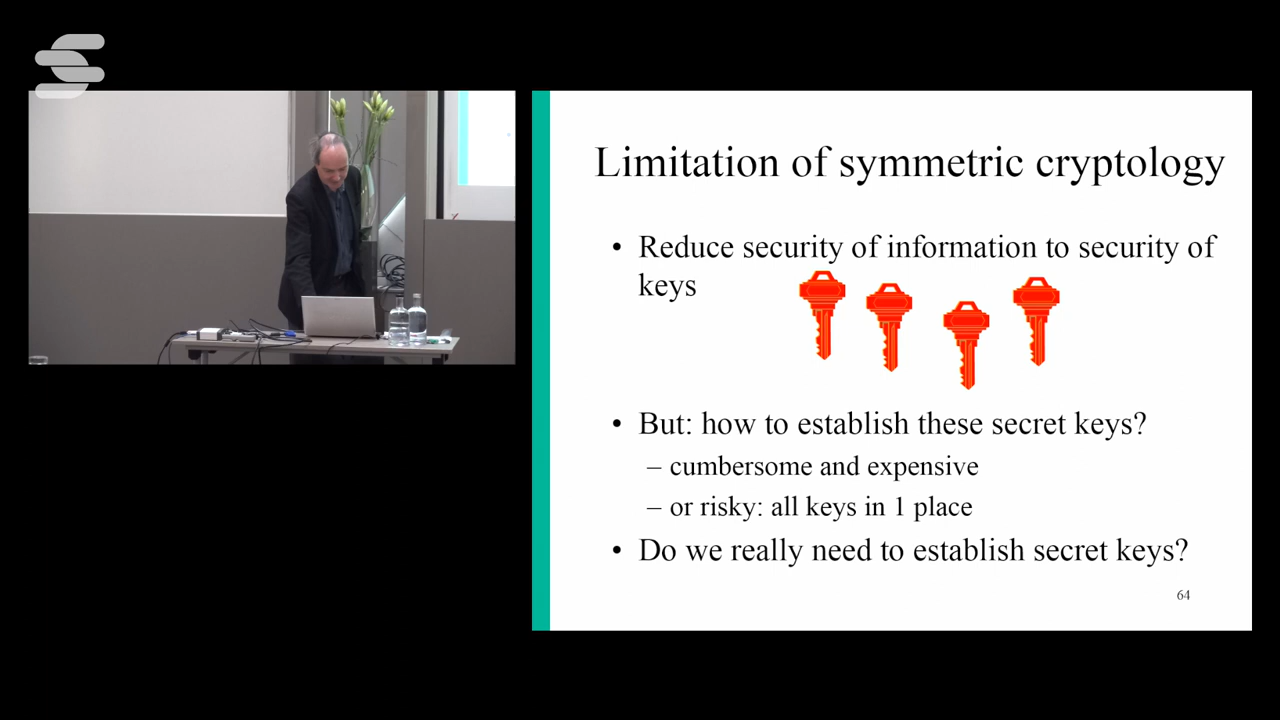 Limitation of symmetric cryptology
• Reduce security of information to security of
keys
• But: how to establish these secret keys?
– cumbersome and expensive
– or risky: all keys in 1 place
• Do we really need to establish secret keys?
64